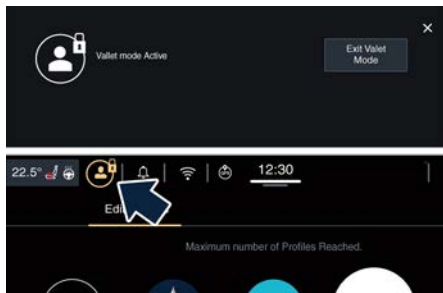 Vallet mode Active
Exit Valet
Mode
22.5°
12:30
Maximum number of Profiles Reached.